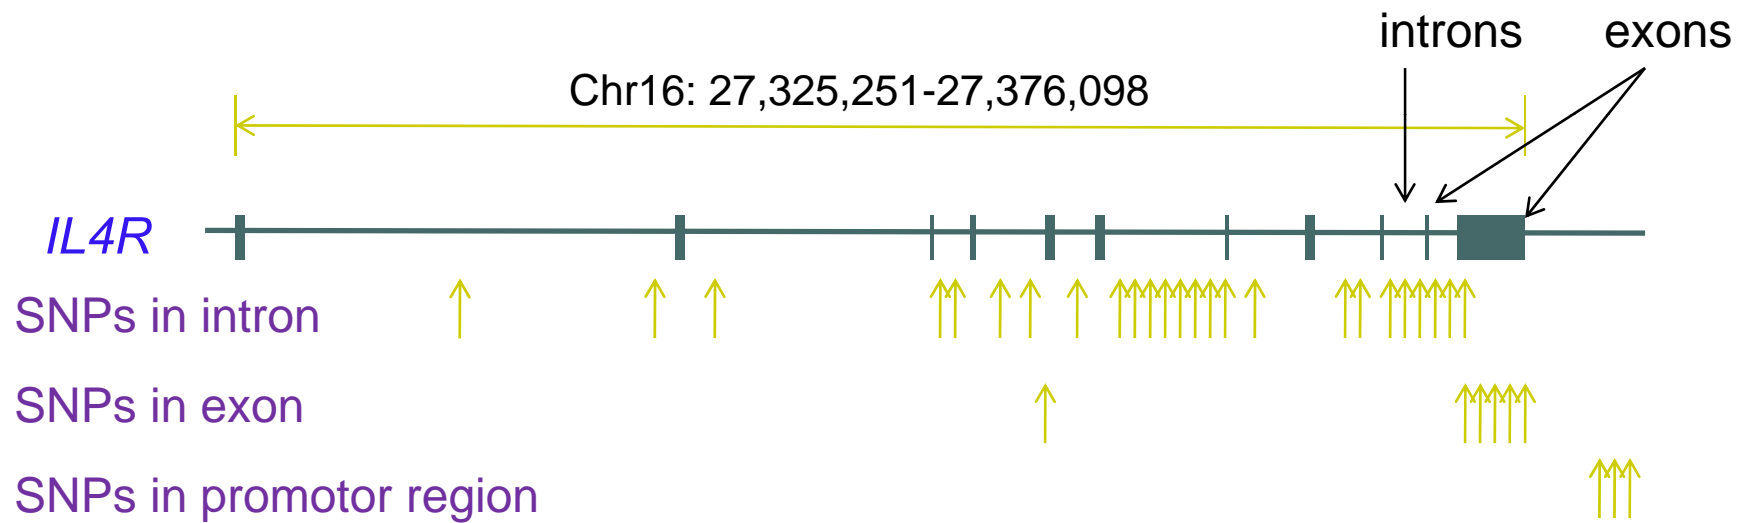 introns exons
Chr16: 27,325,251-27,376,098
IL4R
SNPs in intron
SNPs in exon
SNPs in promotor region